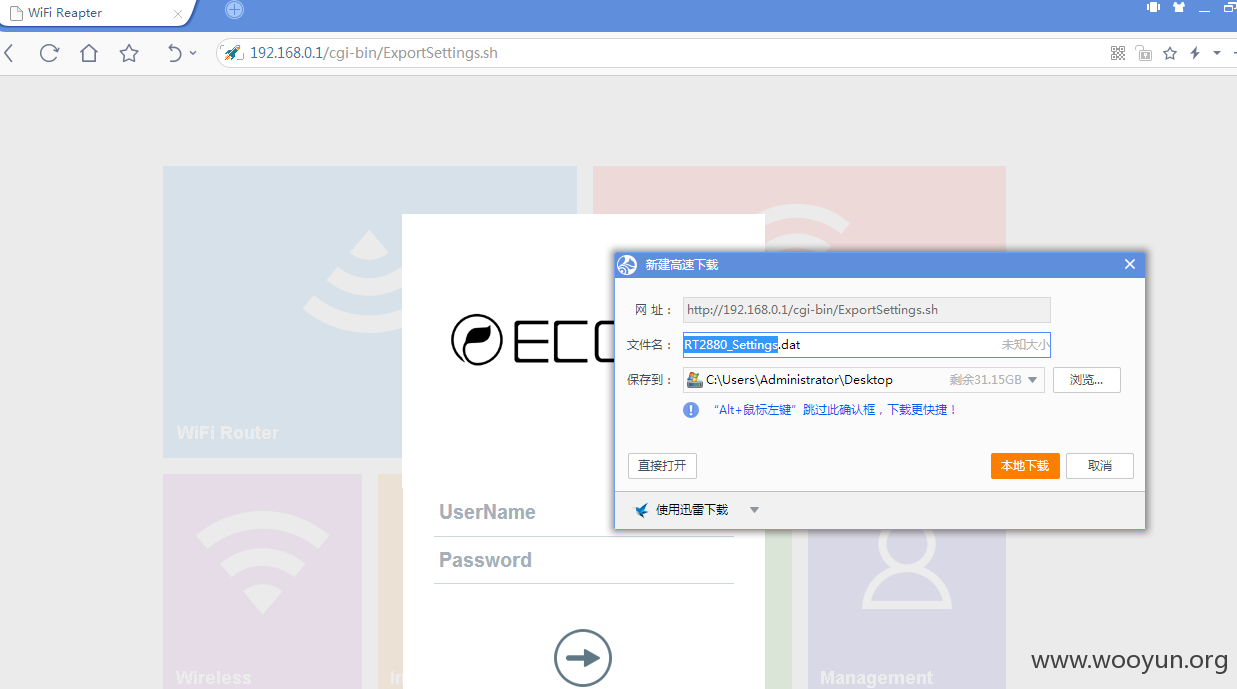 WiFi Reapter
192.168.0.1/cgi-bin/ExportSettings.sh
新建高速下载
网 址：
http://192.168.0.1/cgi-bin/ExportSettings.sh
文件名：
RT2880_Settings.dat
未知大小
保存到：
C:\Users\Administrator\Desktop
剩余31.15GB
浏览...
“Alt+鼠标左键”跳过此确认框，下载更快捷！
直接打开
本地下载
取消
使用迅雷下载
ECO
WiFi Router
UserName
Password
Wireless
In
Management
www.wooyun.org